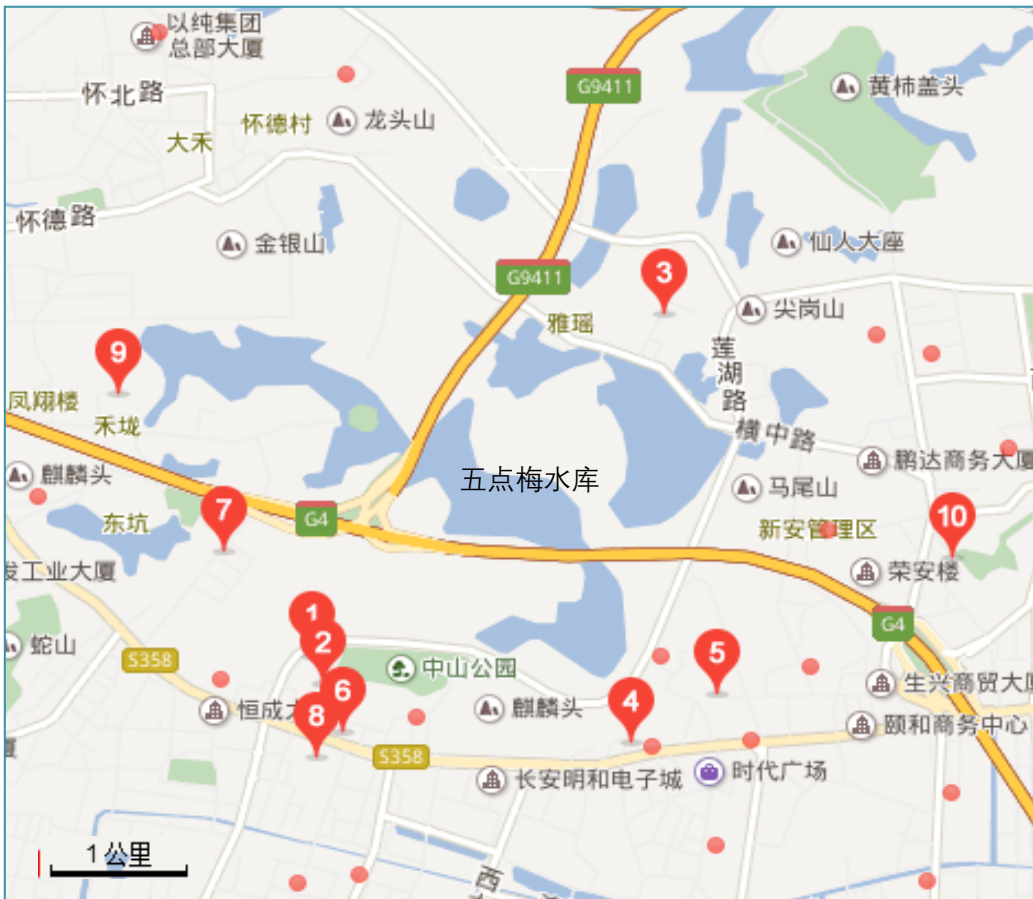 以纯集团
总部大厦
G9411
黄柿盖头
怀北路
怀德村
龙头山
大禾
怀德路
金银山
仙人大座
G9411
3
尖岗山
雅瑶
9
莲湖路
凤翔楼
禾垅
横中路
鹏达商务大厦
麒麟头
五点梅水库
马尾山
7
G4
10
东坑
新安管理区
发工业大厦
荣安楼
1
G4
2
蛇山
S358
中山公园
5
生兴商贸大厦
6
恒成大
麒麟头
4
8
颐和商务中心
S358
长安明和电子城
时代广场
1公里
西